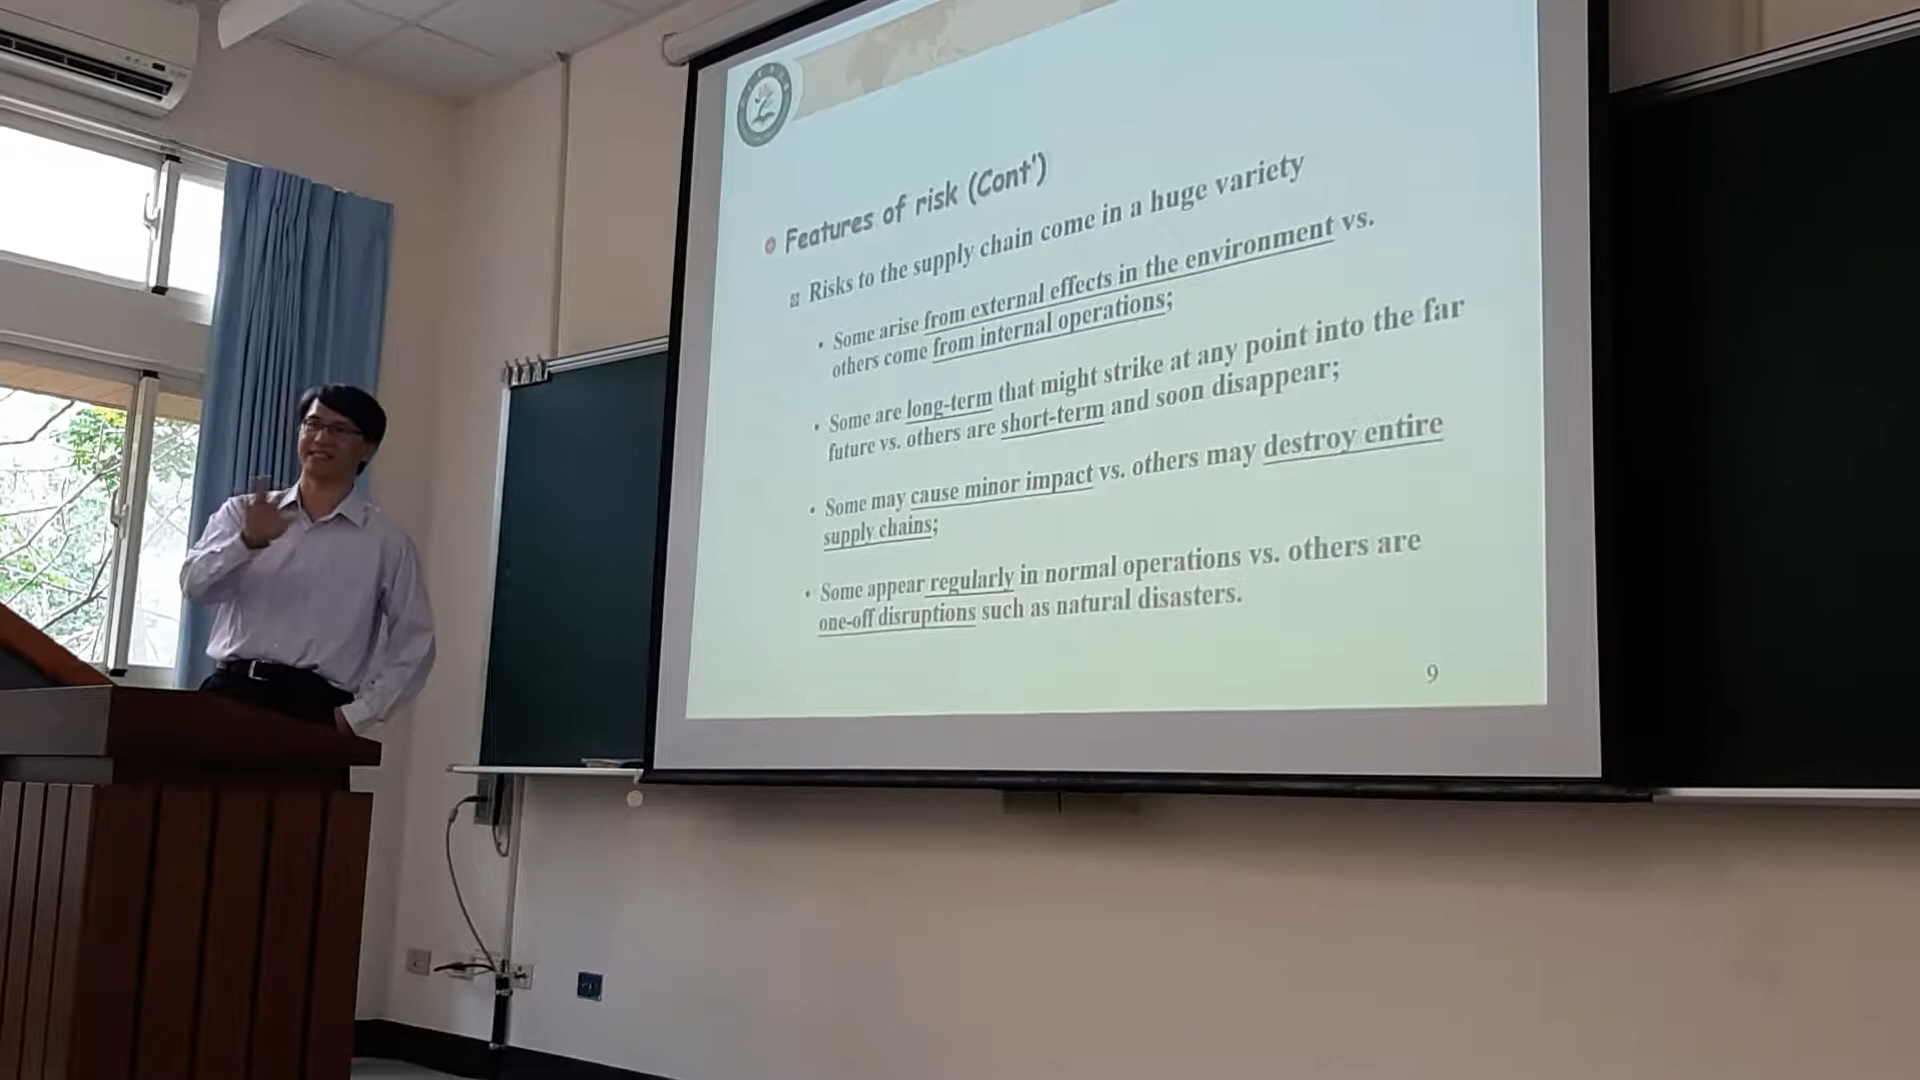 Features of risk (Cont')
Risks to the supply chain come in a huge variety
• Some arise from external effects in the environment vs.
others come from internal operations;
• Some are long-term that might strike at any point into the far
future vs. others are short-term and soon disappear;
• Some may cause minor impact vs. others may destroy entire
supply chains;
• Some appear regularly in normal operations vs. others are
one-off disruptions such as natural disasters.
9